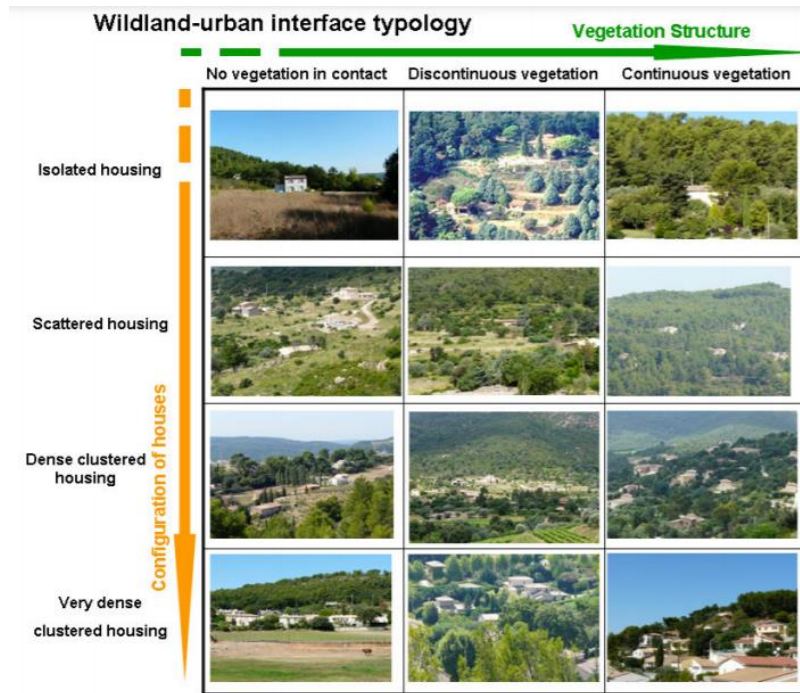 Wildland-urban interface typology
Vegetation Structure
No vegetation in contact
Discontinuous vegetation
Continuous vegetation
Isolated housing
Scattered housing
Dense clustered
housing
Very dense
clustered housing
Configuration of houses